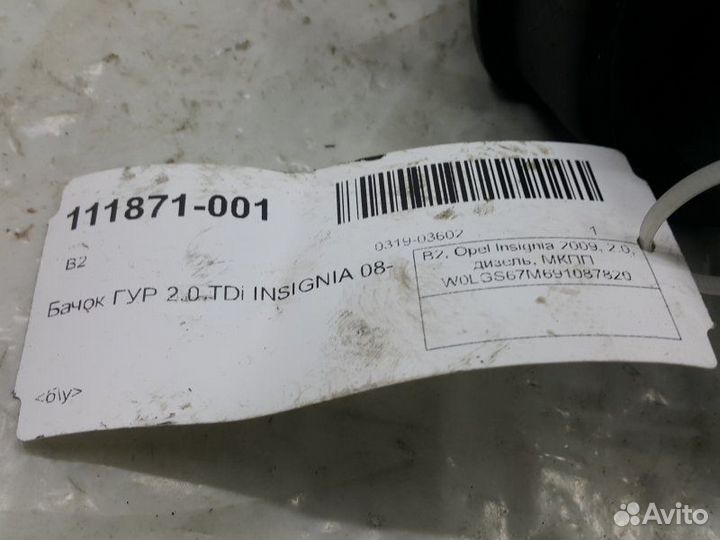 111871-001
B2
0319-03602 1
Бачок ГУР 2.0 TDi INSIGNIA 08-
B2, Opel Insignia 2009, 2.0,
дизель, МКПП
W0LGS67M691087820
<б\у>
Avito